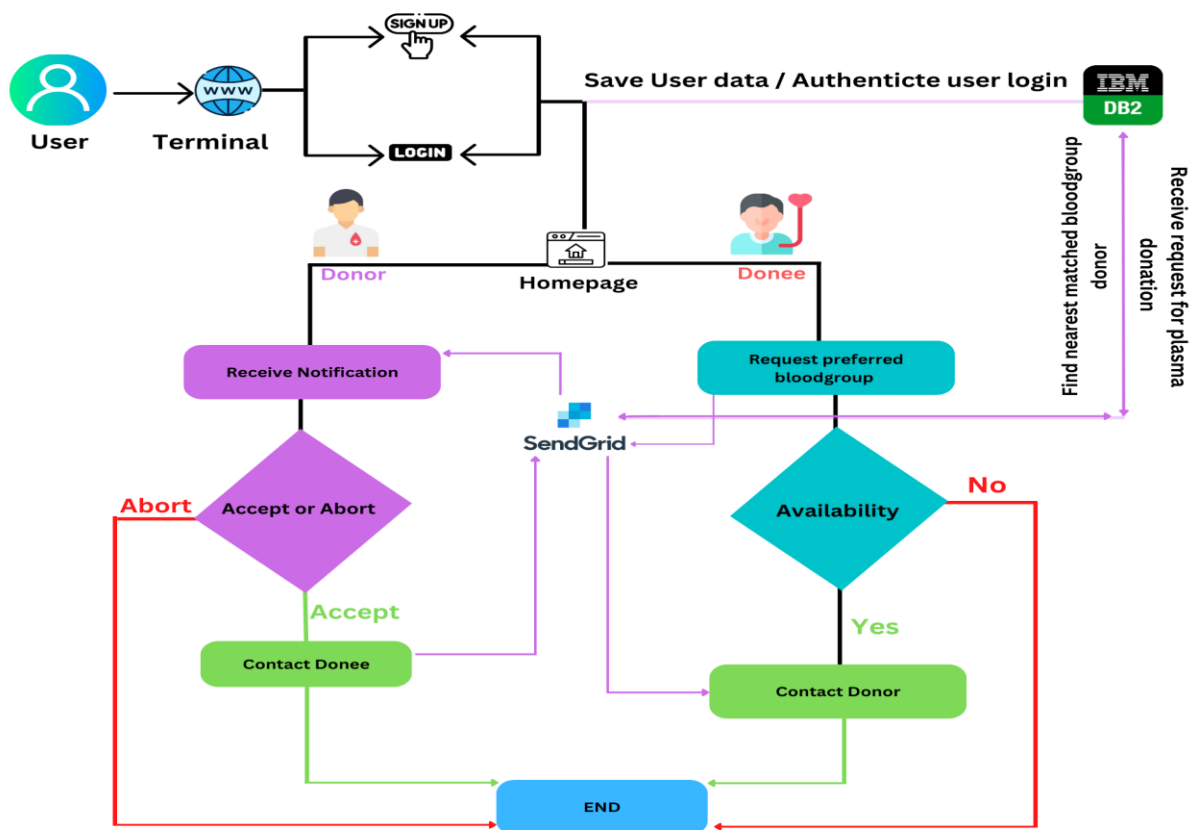 SIGN UP
WWW
User
Terminal
LOGIN
Save User data / Authenticte user login
IBM
DB2
Find nearest matched bloodgroup
donor
Receive request for plasma
donation
Donor
Homepage
Donee
Receive Notification
Request preferred
bloodgroup
SendGrid
Abort
Accept or Abort
Availability
No
Accept
Yes
Contact Donee
Contact Donor
END